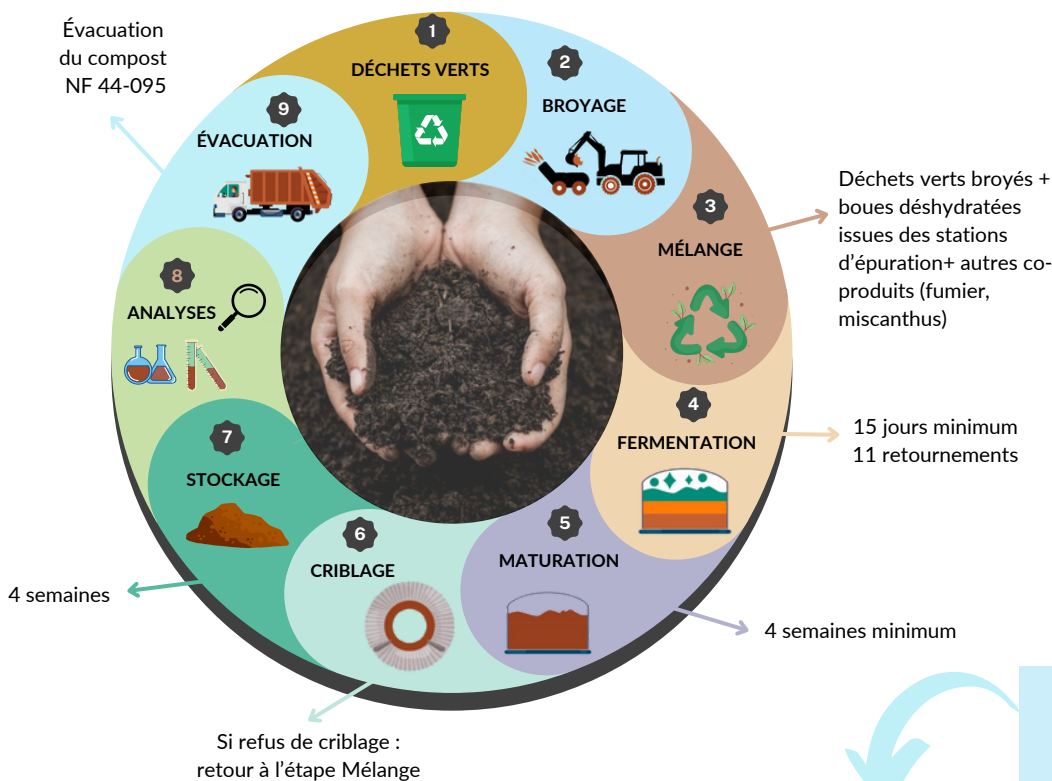 1
DÉCHETS VERTS
2
BROYAGE
3
MÉLANGE
Déchets verts broyés +
boues déshydratées
issues des stations
d'épuration+ autres co-
produits (fumier,
miscanthus)
4
FERMENTATION
15 jours minimum
11 retournements
5
MATURATION
4 semaines minimum
6
CRIBLAGE
Si refus de criblage :
retour à l'étape Mélange
7
STOCKAGE
4 semaines
8
ANALYSES
9
ÉVACUATION
Évacuation
du compost
NF 44-095